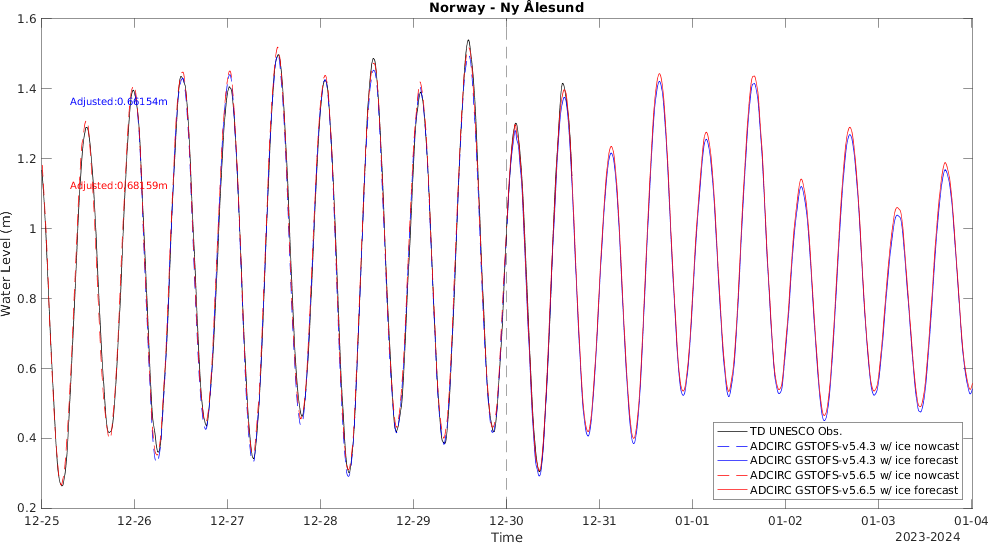 Norway - Ny Ålesund
1.6
1.4
Adjusted:0.66154m
1.2
Adjusted:0.68159m
1
Water Level (m)
0.8
0.6
0.4
0.2
TD UNESCO Obs.
ADCIRC GSTOFS-v5.4.3 w/ ice nowcast
ADCIRC GSTOFS-v5.4.3 w/ ice forecast
ADCIRC GSTOFS-v5.6.5 w/ ice nowcast
ADCIRC GSTOFS-v5.6.5 w/ ice forecast
12-25 12-26 12-27 12-28 12-29 12-30 12-31 01-01 01-02 01-03 01-04
Time
2023-2024